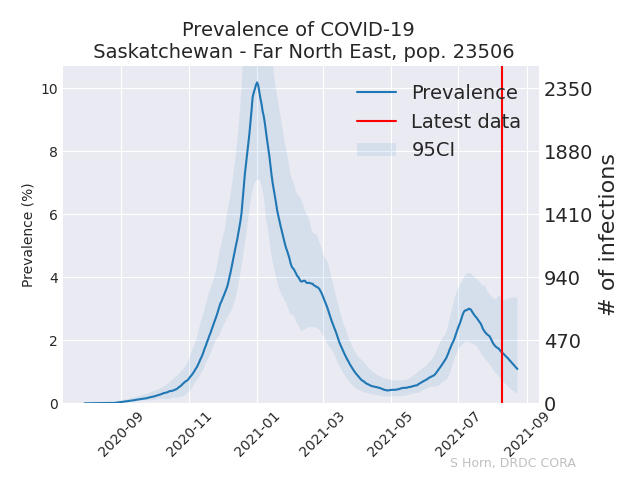 Prevalence of COVID-19
Saskatchewan - Far North East, pop. 23506
Prevalence
Latest data
95CI
Prevalence (%)
10
8
6
4
2
0
2350
1880
1410
940
470
0
# of infections
2020-09
2020-11
2021-01
2021-03
2021-05
2021-07
2021-09
S Horn, DRDC CORA